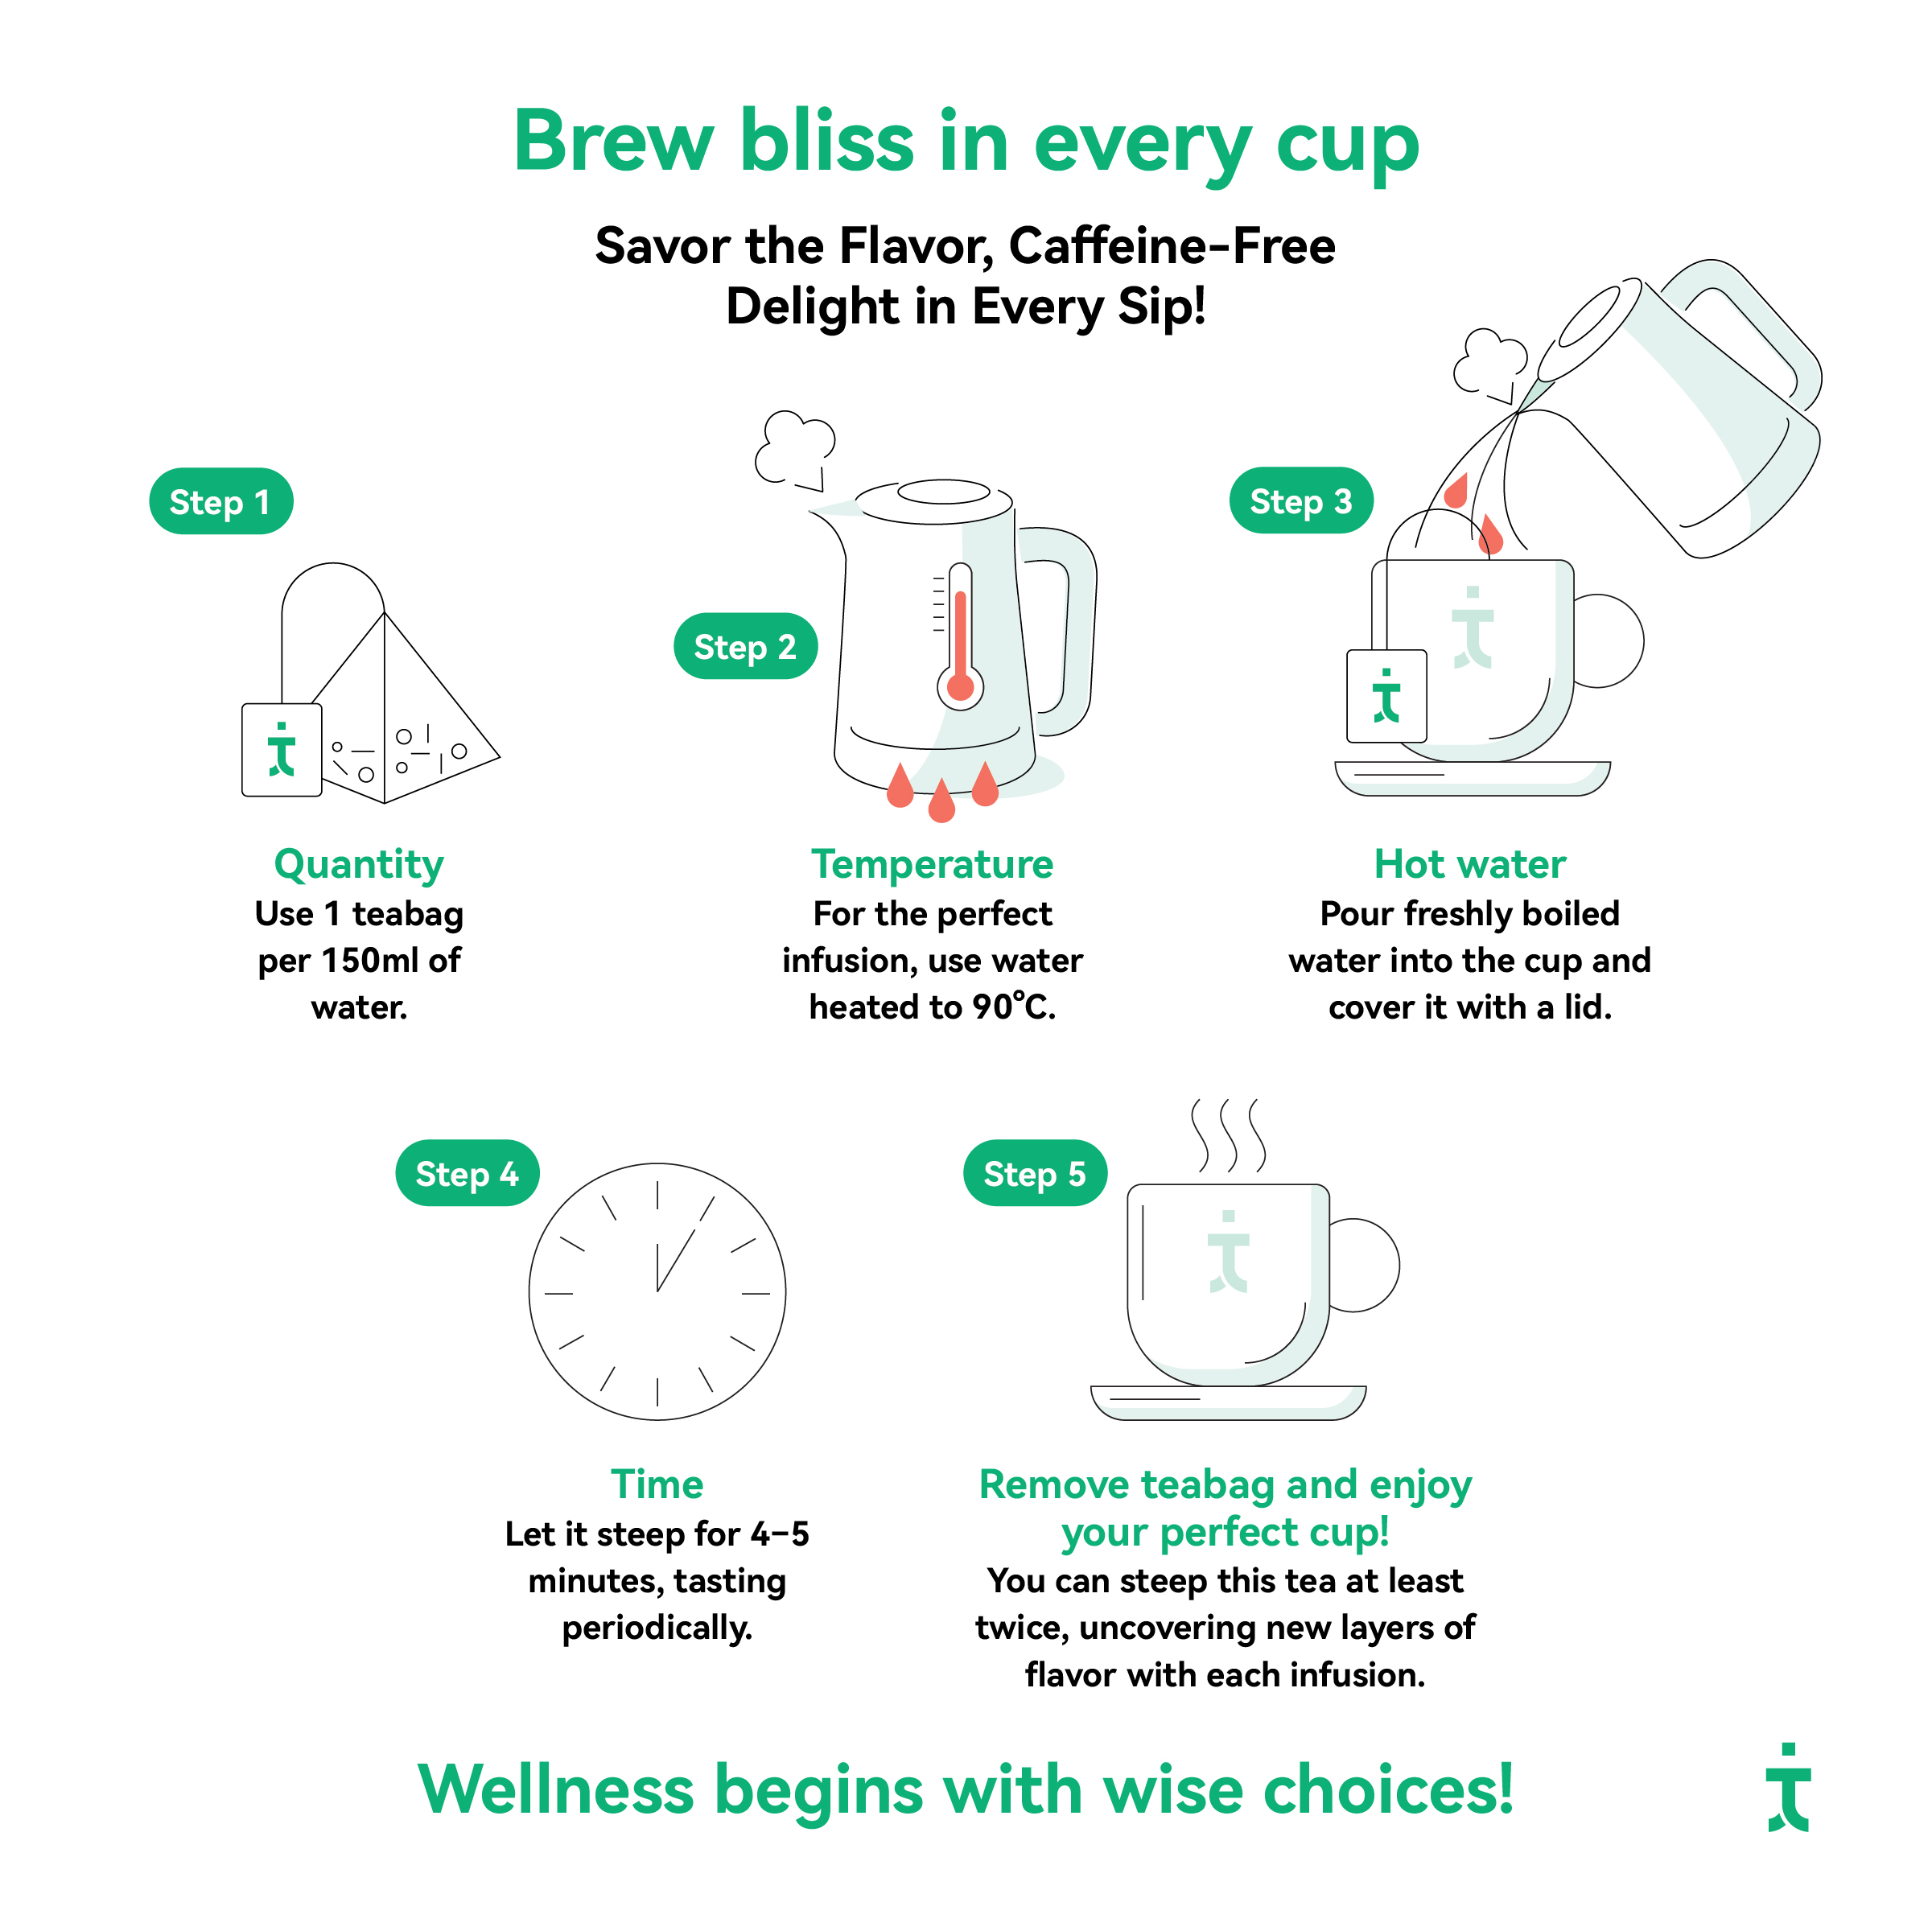 Brew bliss in every cup
Savor the Flavor, Caffeine-Free
Delight in Every Sip!
Step 1
Quantity
Use 1 teabag
per 150ml of
water.
Step 2
Temperature
For the perfect
infusion, use water
heated to 90°C.
Step 3
Hot water
Pour freshly boiled
water into the cup and
cover it with a lid.
Step 4
Time
Let it steep for 4–5
minutes, tasting
periodically.
Step 5
Remove teabag and enjoy
your perfect cup!
You can steep this tea at least
twice, uncovering new layers of
flavor with each infusion.
Wellness begins with wise choices!